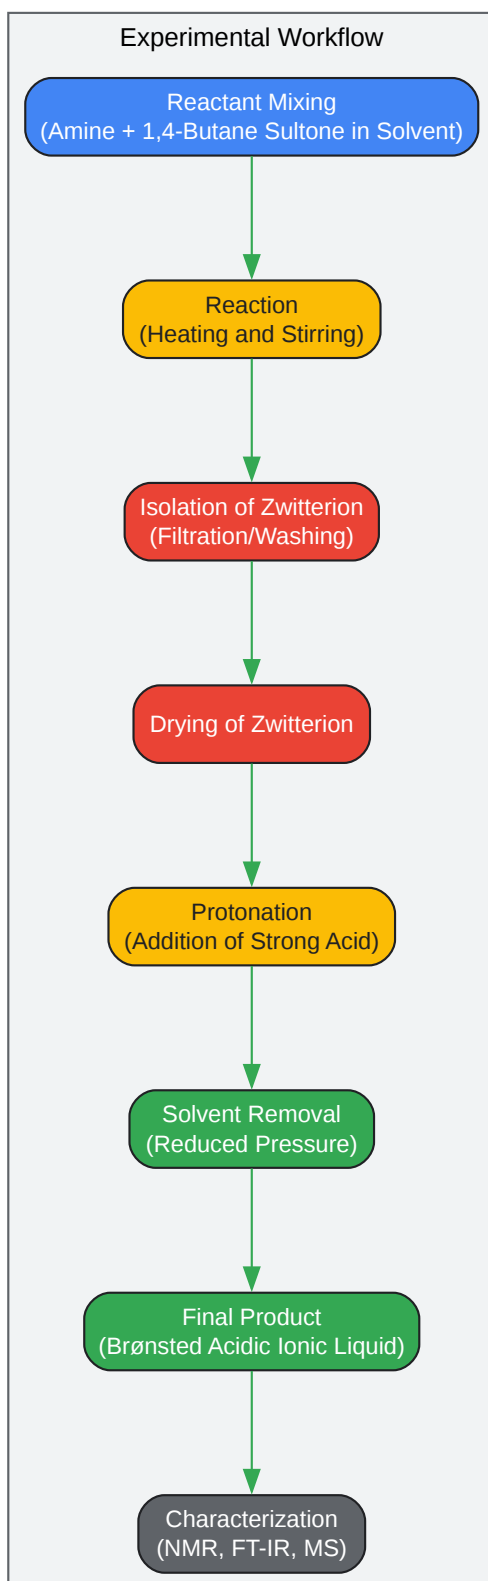 Experimental Workflow
Reactant Mixing
(Amine + 1,4-Butane Sultone in Solvent)
Reaction
(Heating and Stirring)
Isolation of Zwitterion
(Filtration/Washing)
Drying of Zwitterion
Protonation
(Addition of Strong Acid)
Solvent Removal
(Reduced Pressure)
Final Product
(Brønsted Acidic Ionic Liquid)
Characterization
(NMR, FT-IR, MS)